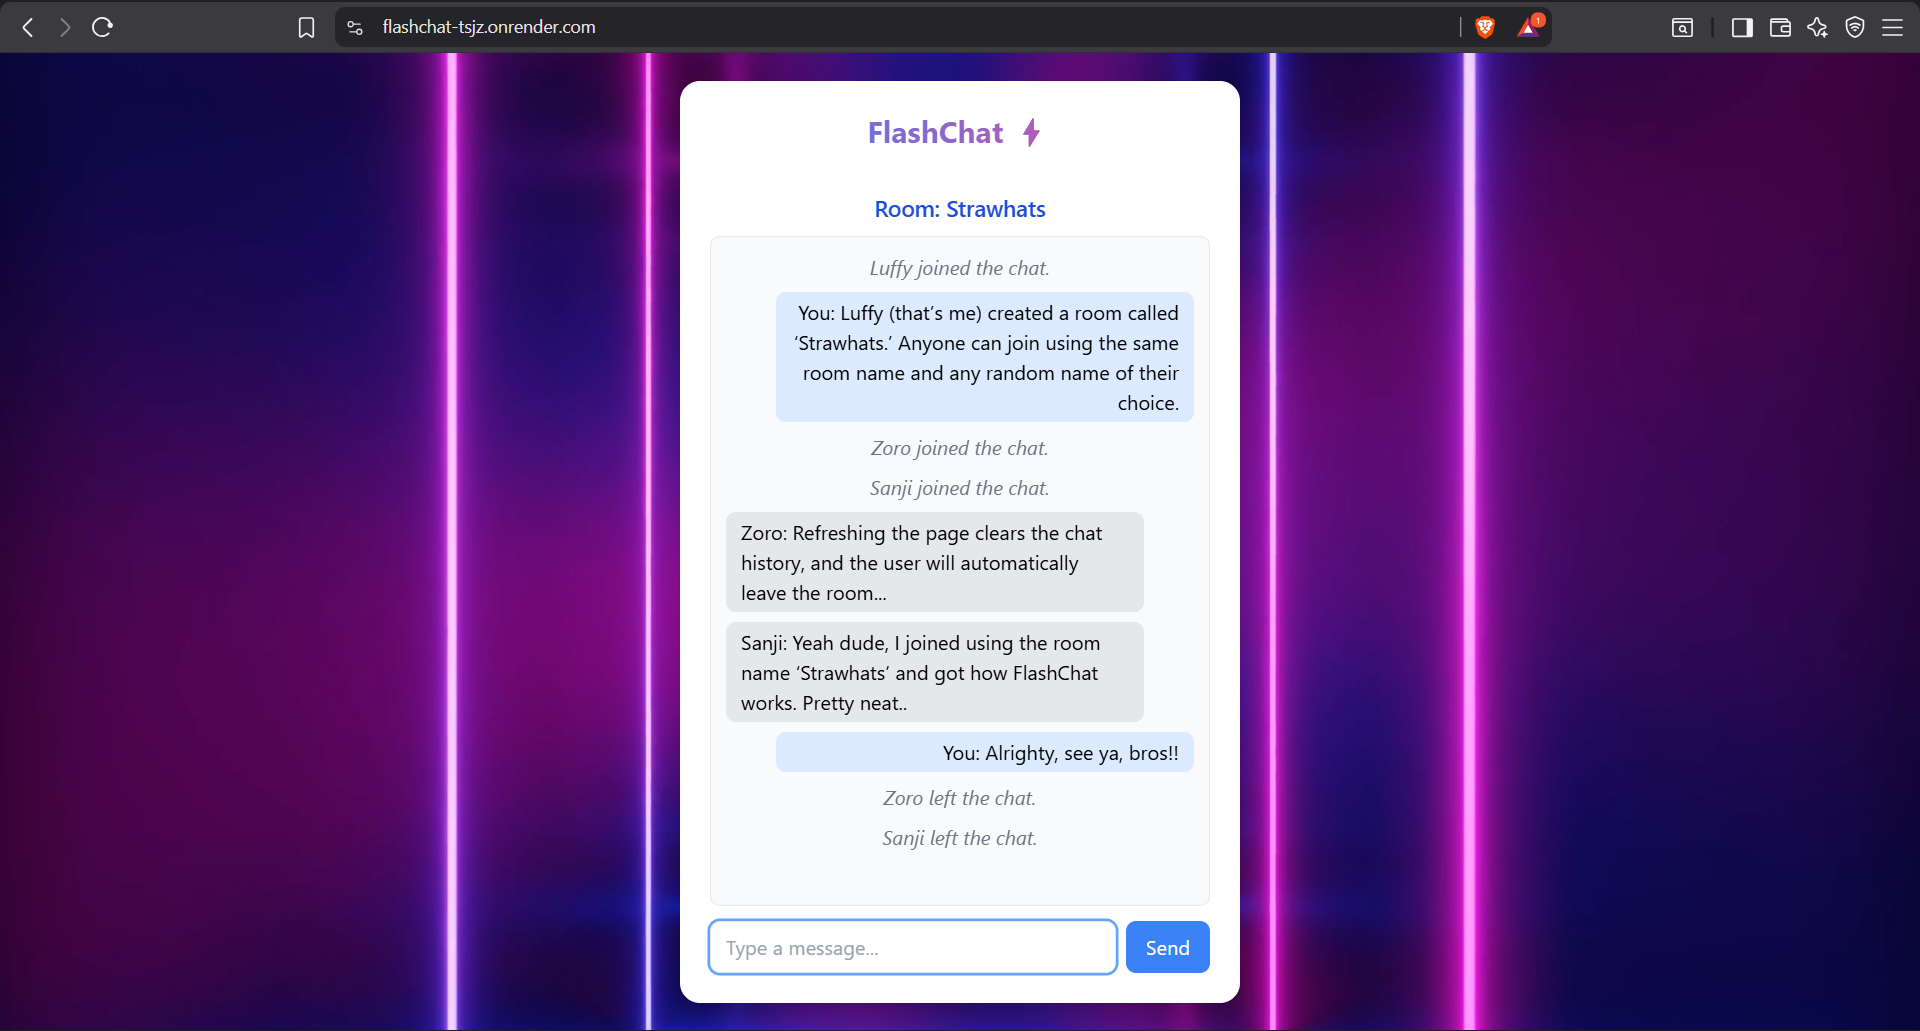 flashchat-tsjz.onrender.com
1
FlashChat
Room: Strawhats
Luffy joined the chat.
You: Luffy (that’s me) created a room called
‘Strawhats.’ Anyone can join using the same
room name and any random name of their
choice.
Zoro joined the chat.
Sanji joined the chat.
Zoro: Refreshing the page clears the chat
history, and the user will automatically
leave the room...
Sanji: Yeah dude, I joined using the room
name ‘Strawhats’ and got how FlashChat
works. Pretty neat..
You: Alrighty, see ya, bros!!
Zoro left the chat.
Sanji left the chat.
Type a message...
Send